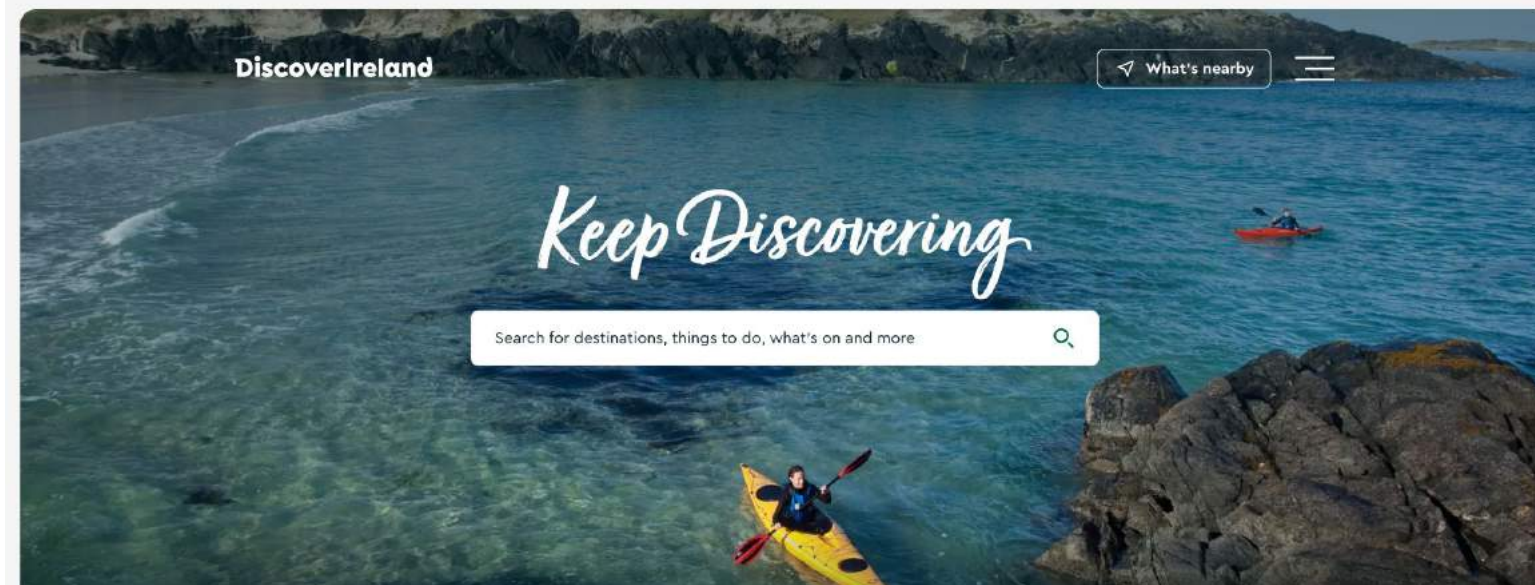 DiscoverIreland
What's nearby
Keep Discovering
Search for destinations, things to do, what's on and more